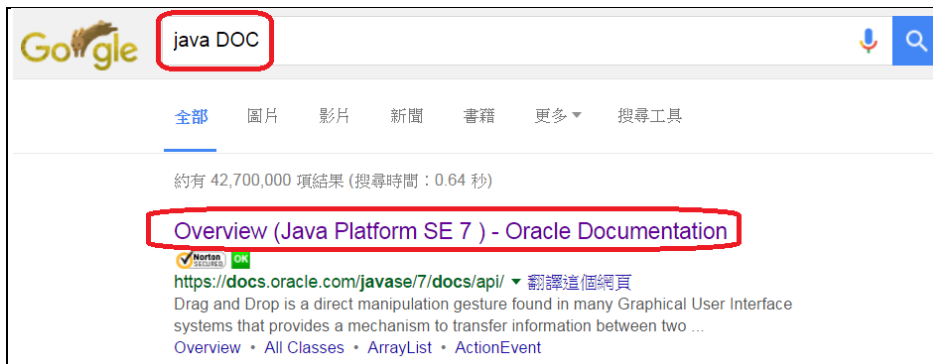 Google
java DOC
全部 圖片 影片 新聞 書籍 更多 搜尋工具
約有 42,700,000 項結果 (搜尋時間：0.64 秒)
Overview (Java Platform SE 7 ) - Oracle Documentation
Norton SECURED OK
https://docs.oracle.com/javase/7/docs/api/ 翻譯這個網頁
Drag and Drop is a direct manipulation gesture found in many Graphical User Interface
systems that provides a mechanism to transfer information between two ...
Overview • All Classes • ArrayList • ActionEvent